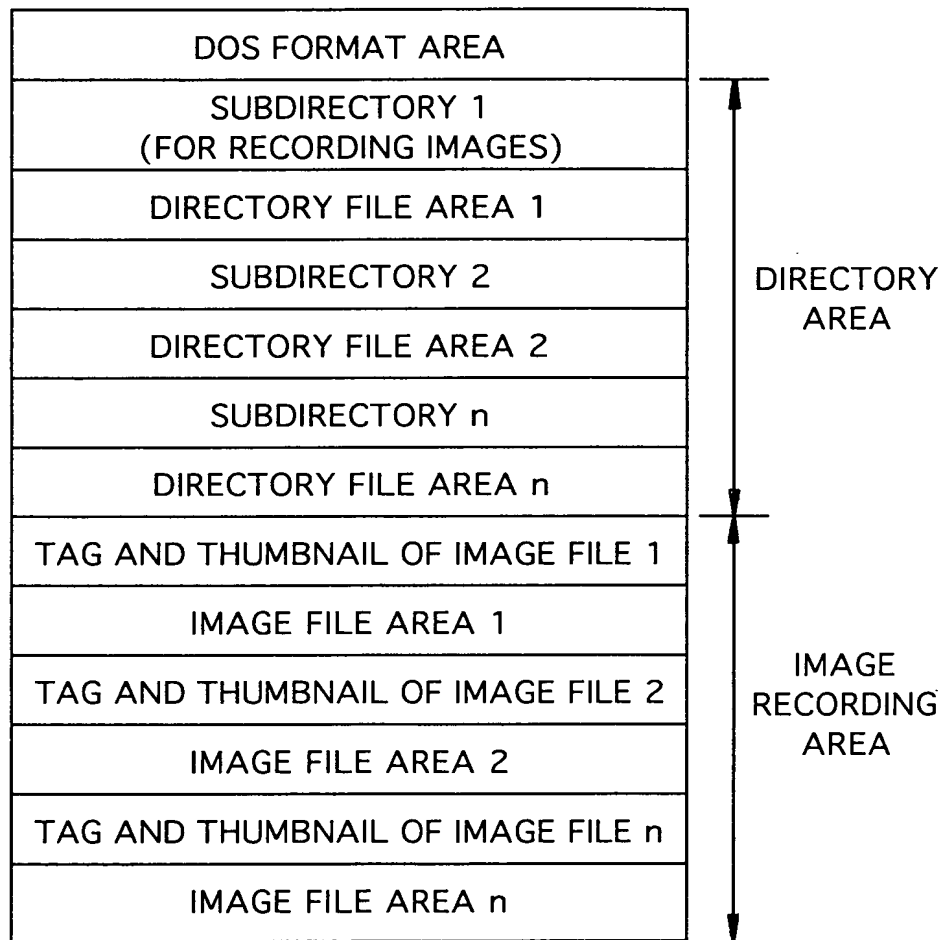 DOS FORMAT AREA
SUBDIRECTORY 1
(FOR RECORDING IMAGES)
DIRECTORY FILE AREA 1
SUBDIRECTORY 2
DIRECTORY FILE AREA 2
SUBDIRECTORY n
DIRECTORY FILE AREA n
DIRECTORY
AREA
TAG AND THUMBNAIL OF IMAGE FILE 1
IMAGE FILE AREA 1
TAG AND THUMBNAIL OF IMAGE FILE 2
IMAGE FILE AREA 2
TAG AND THUMBNAIL OF IMAGE FILE n
IMAGE FILE AREA n
IMAGE
RECORDING
AREA